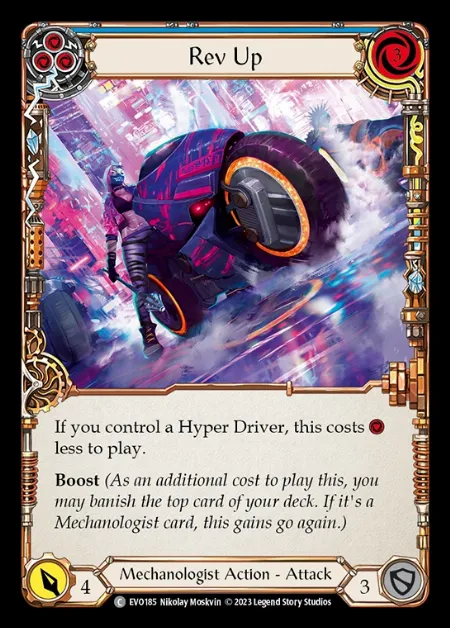 Rev Up
3
If you control a Hyper Driver, this costs
less to play.
Boost (As an additional cost to play this, you
may banish the top card of your deck. If it's a
Mechanologist card, this gains go again.)
4
Mechanologist Action - Attack
3
C EVO185 Nikolay Moskvin © 2023 Legend Story Studios